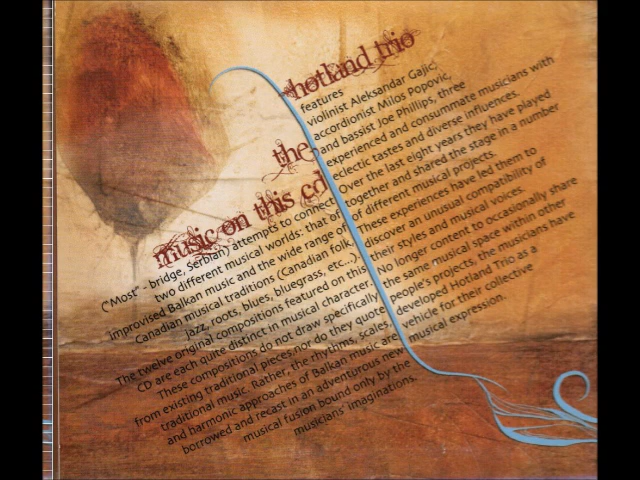 hotland trio
features
violinist Aleksandar Gajic,
accordionist Milos Popovic,
and bassist Joe Phillips, three
experienced and consummate musicians with
eclectic tastes and diverse influences.
Over the last eight years they have played
together and shared the stage in a number
of different musical projects.
These experiences have led them to
discover an unusual compatibility of
their styles and musical voices.
No longer content to occasionally share
the same musical space within other
people's projects, the musicians have
developed Hotland Trio as a
vehicle for their collective
musical expression.
the
music on this cd
("Most" - bridge, Serbian) attempts to connect
two different musical worlds: that of
improvised Balkan music and the wide range of
Canadian musical traditions (Canadian folk,
jazz, roots, blues, bluegrass, etc...).
The twelve original compositions featured on this
CD are each quite distinct in musical character.
These compositions do not draw specifically
from existing traditional pieces nor do they quote
traditional music. Rather, the rhythms, scales,
and harmonic approaches of Balkan music are
borrowed and recast in an adventurous new
musical fusion bound only by the
musicians' imaginations.